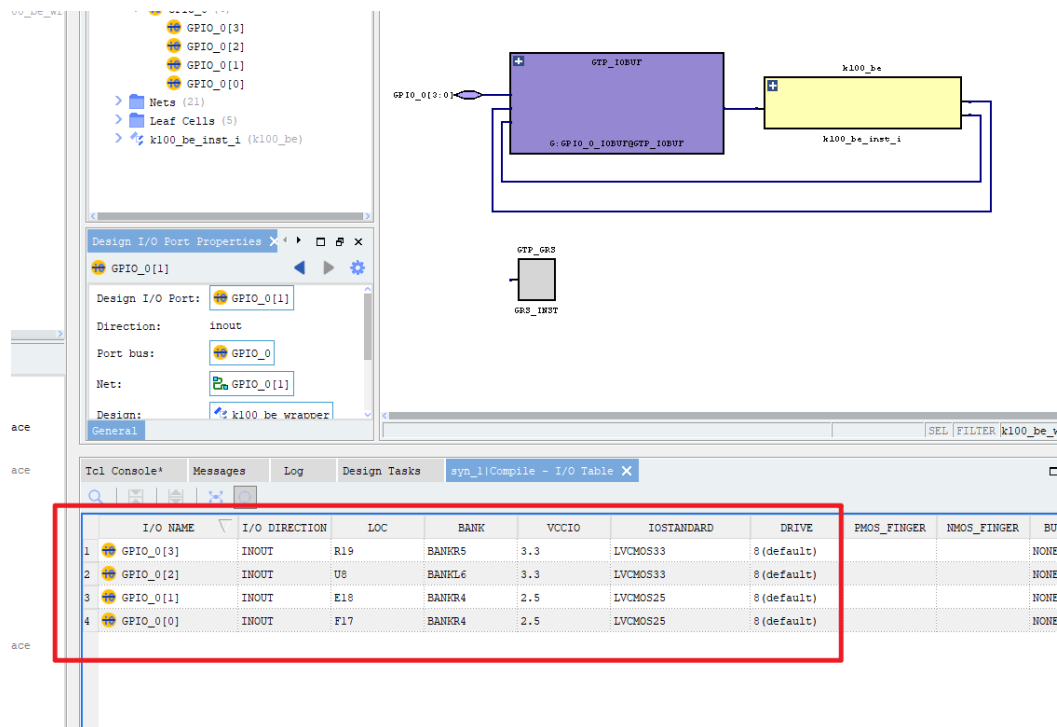 GPIO_0[3]
GPIO_0[2]
GPIO_0[1]
GPIO_0[0]
Nets (21)
Leaf Cells (5)
k100_be_inst_i (k100_be)
GTP_IOBUF
GPIO_0[3:0]
G:GPIO_0_IOBUF@GTP_IOBUF
k100_be
k100_be_inst_i
GTP_GRS
GRS_INST
Design I/O Port Properties
GPIO_0[1]
Design I/O Port: GPIO_0[1]
Direction: inout
Port bus: GPIO_0
Net: GPIO_0[1]
Design: k100_be_wrapper
General
SEL FILTER k100_be_w
ace
ace
ace
Tcl Console* Messages Log Design Tasks syn_1|Compile - I/O Table
I/O NAME I/O DIRECTION LOC BANK VCCIO IOSTANDARD DRIVE PMOS_FINGER NMOS_FINGER BU
1 GPIO_0[3] INOUT R19 BANKR5 3.3 LVCMOS33 8(default) NONE
2 GPIO_0[2] INOUT U8 BANKL6 3.3 LVCMOS33 8(default) NONE
3 GPIO_0[1] INOUT E18 BANKR4 2.5 LVCMOS25 8(default) NONE
4 GPIO_0[0] INOUT F17 BANKR4 2.5 LVCMOS25 8(default) NONE